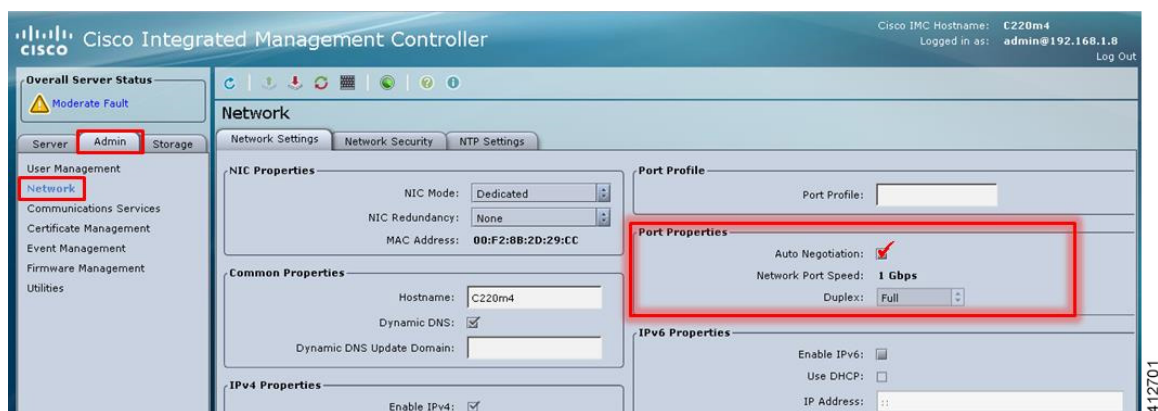 cisco Cisco Integrated Management Controller
Cisco IMC Hostname: C220m4
Logged in as: admin@192.168.1.8
Log Out
Overall Server Status
Moderate Fault
Server Admin Storage
User Management
Network
Communications Services
Certificate Management
Event Management
Firmware Management
Utilities
Network
Network Settings Network Security NTP Settings
NIC Properties
NIC Mode: Dedicated
NIC Redundancy: None
MAC Address: 00:F2:8B:2D:29:CC
Common Properties
Hostname: C220m4
Dynamic DNS:
Dynamic DNS Update Domain:
IPv4 Properties
Enable IPv4:
Port Profile
Port Profile:
Port Properties
Auto Negotiation:
Network Port Speed: 1 Gbps
Duplex: Full
IPv6 Properties
Enable IPv6:
Use DHCP:
IP Address: ::
412701